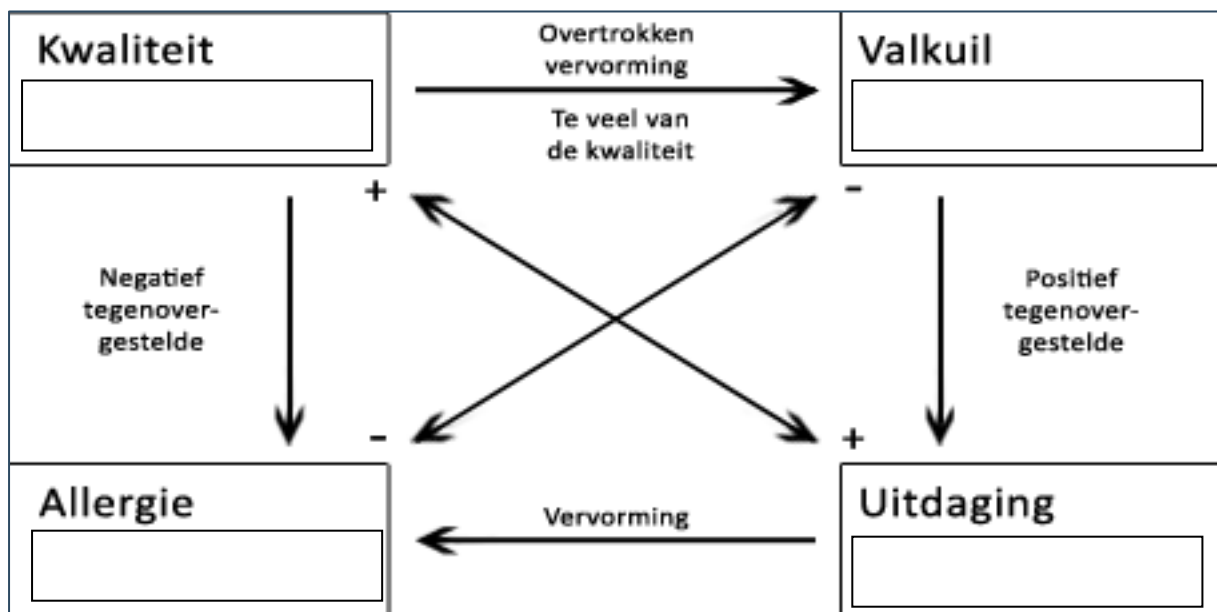 Kwaliteit
Overtrokken
vervorming
Te veel van
de kwaliteit
Valkuil
+
-
Negatief
tegenover-
gestelde
Positief
tegenover-
gestelde
-
+
Allergie
Vervorming
Uitdaging